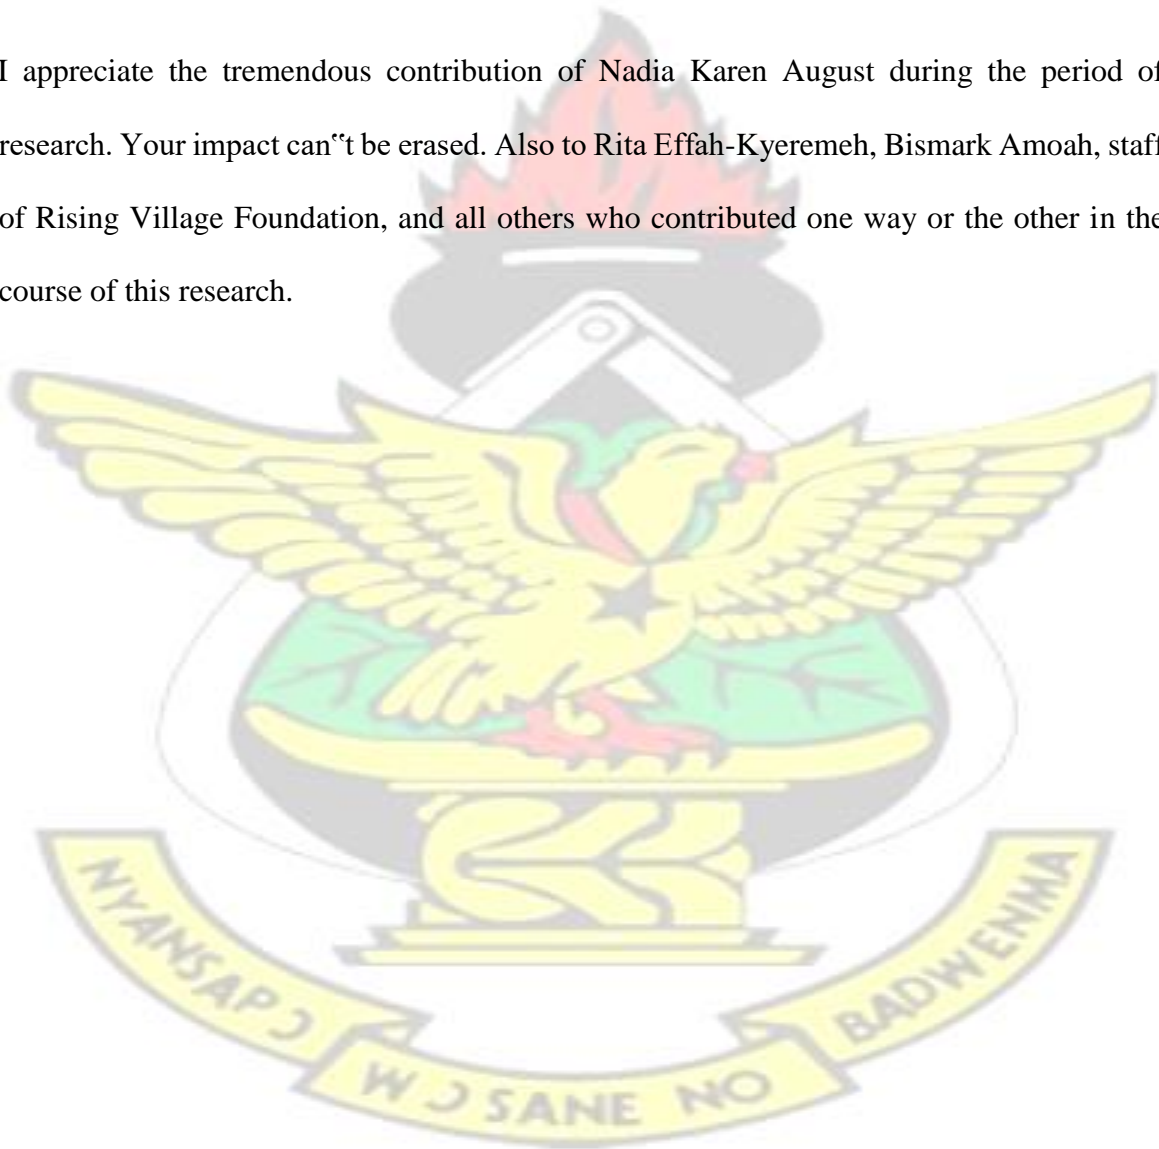 I appreciate the tremendous contribution of Nadia Karen August during the period of
research. Your impact can‟t be erased. Also to Rita Effah-Kyeremeh, Bismark Amoah, staff
of Rising Village Foundation, and all others who contributed one way or the other in the
course of this research.
NYANSAPƆ
WƆSANE NO
BADWENMA